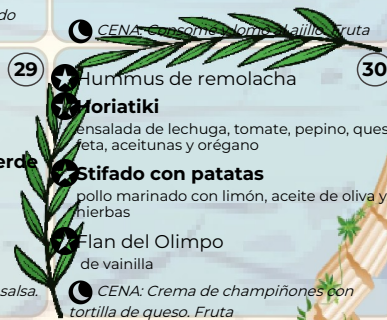 do
CENA: Consomé y lomo al ajillo. Fruta
29
30
Hummus de remolacha
Horiatiki
ensalada de lechuga, tomate, pepino, ques
feta, aceitunas y orégano
erde
Stifado con patatas
pollo marinado con limón, aceite de oliva y
hierbas
Flan del Olimpo
de vainilla
salsa.
CENA: Crema de champiñones con
tortilla de queso. Fruta